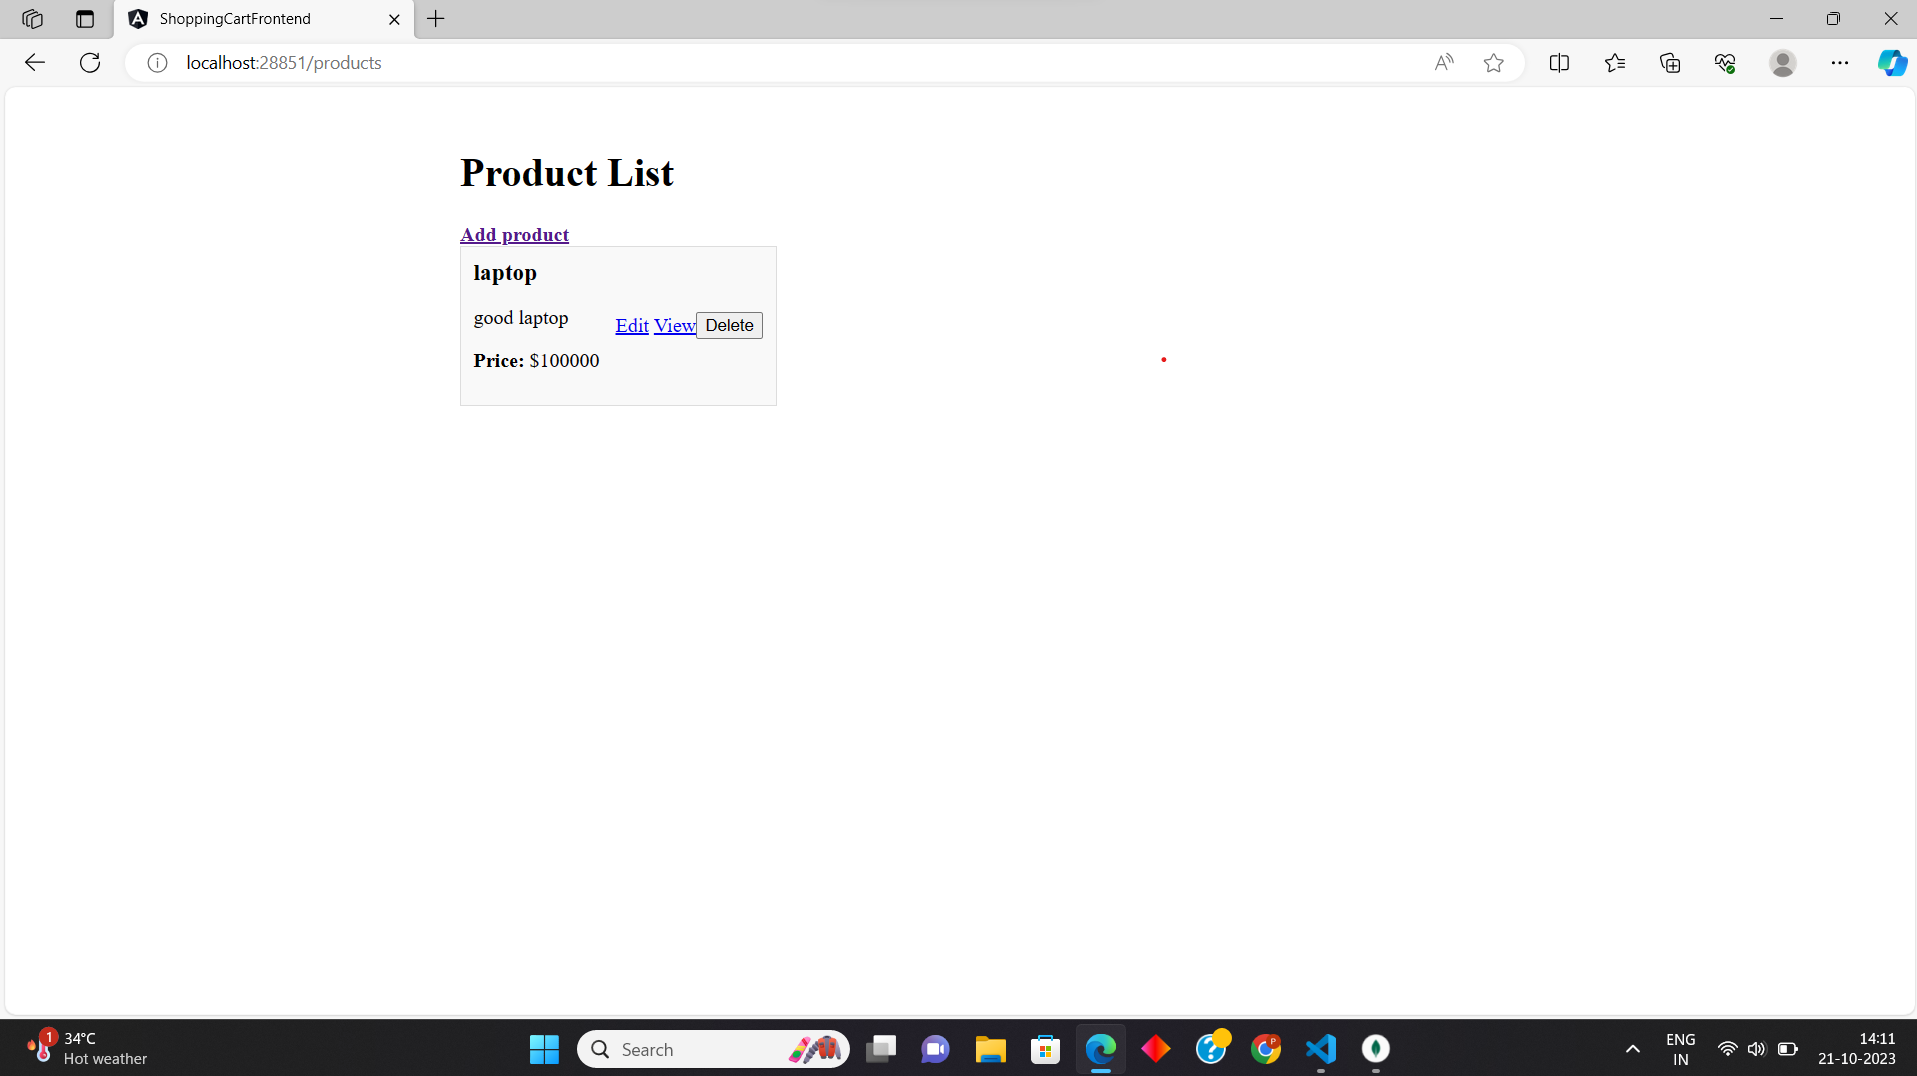 ShoppingCartFrontend
localhost:28851/products
Product List
Add product
laptop
good laptop
Edit View Delete
Price: $100000
1
34°C
Hot weather
Search
P
ENG
IN
14:11
21-10-2023